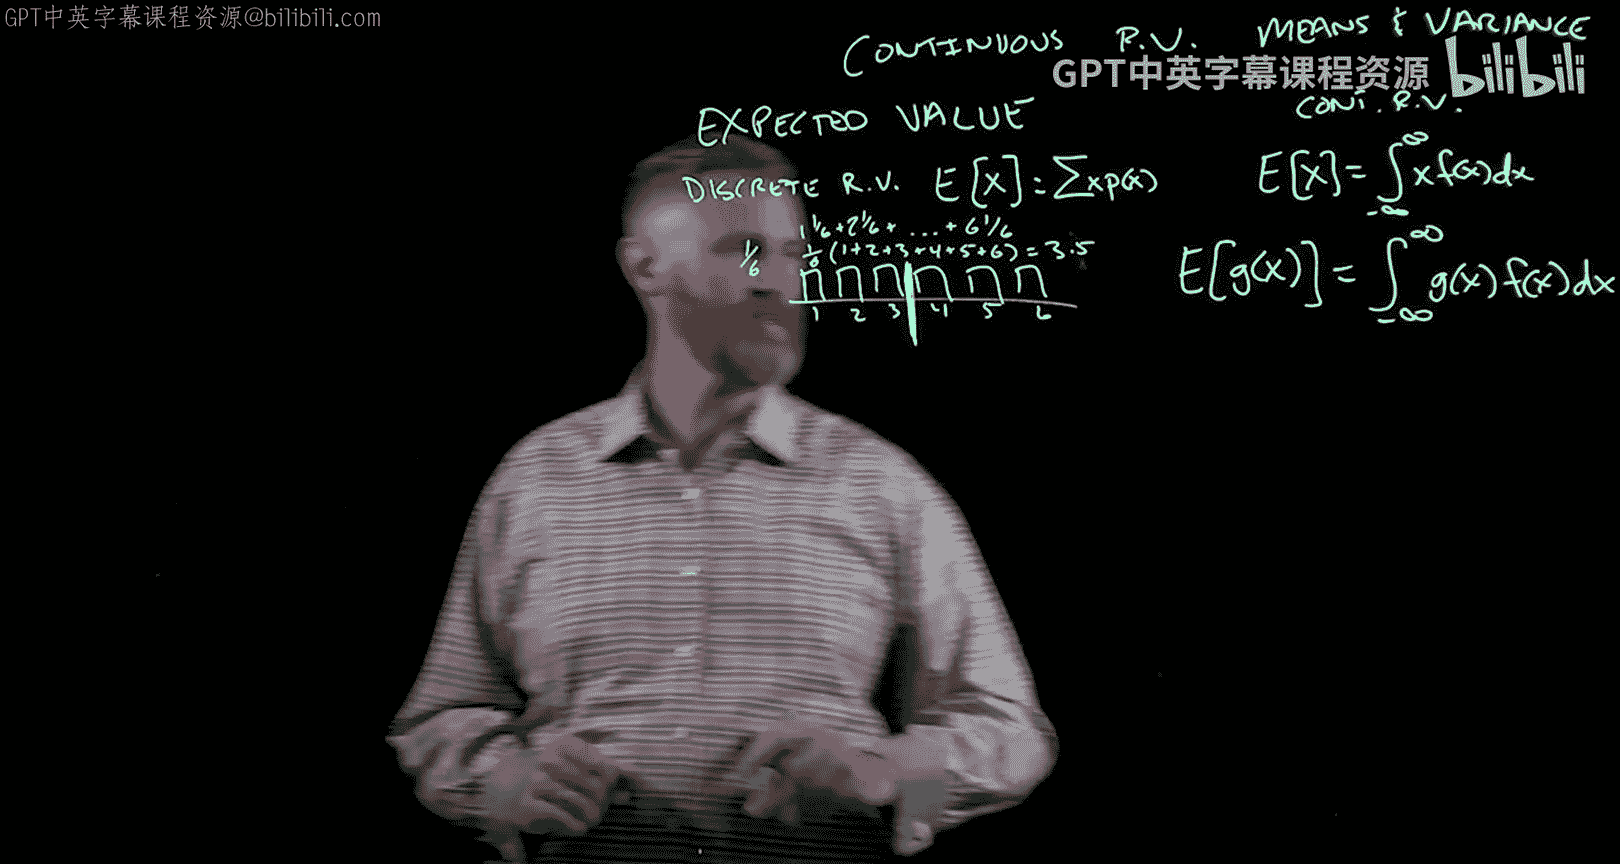 GPT中英字幕课程资源@bilibili.com
CONTINUOUS R.V. MEANS & VARIANCE
GPT中英字幕课程资源 bilibili
EXPECTED VALUE
CONT. R.V.
DISCRETE R.V. E[X] = ∑xp(x)
E[X] = ∫_{-∞}^{∞} x f(x) dx
1 1/6 + 2 1/6 + ... + 6 1/6
1/6 (1+2+3+4+5+6) = 3.5
1/6
1 2 3 4 5 6
E[g(x)] = ∫_{-∞}^{∞} g(x) f(x) dx